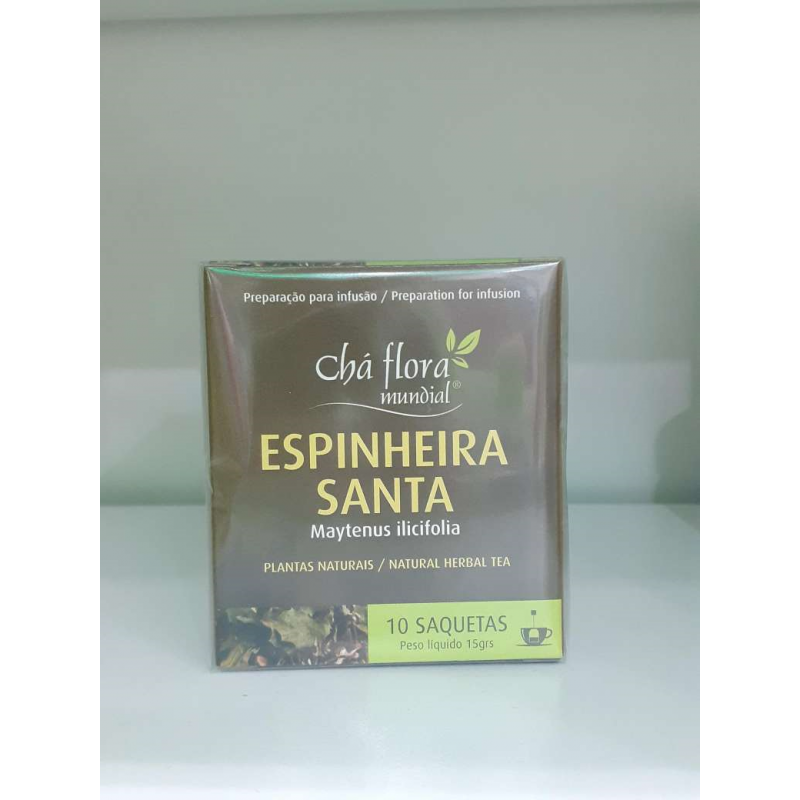 Preparação para infusão / Preparation for infusion
Chá flora
mundial®
ESPINHEIRA
SANTA
Maytenus ilicifolia
PLANTAS NATURAIS / NATURAL HERBAL TEA
10 SAQUETAS
Peso líquido 15grs